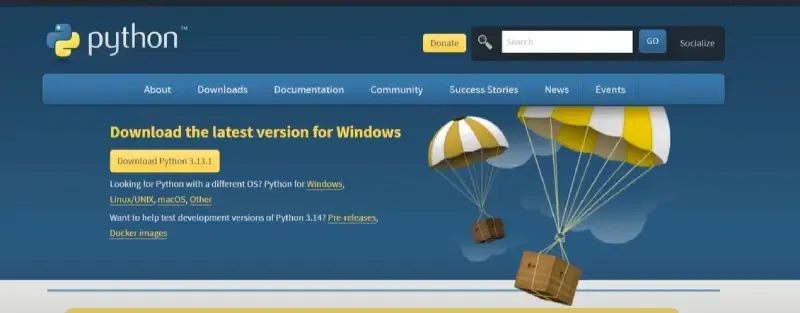 python™
Donate
Search
GO
Socialize
About Downloads Documentation Community Success Stories News Events
Download the latest version for Windows
Download Python 3.13.1
Looking for Python with a different OS? Python for Windows,
Linux/UNIX, macOS, Other
Want to help test development versions of Python 3.14? Pre-releases,
Docker images